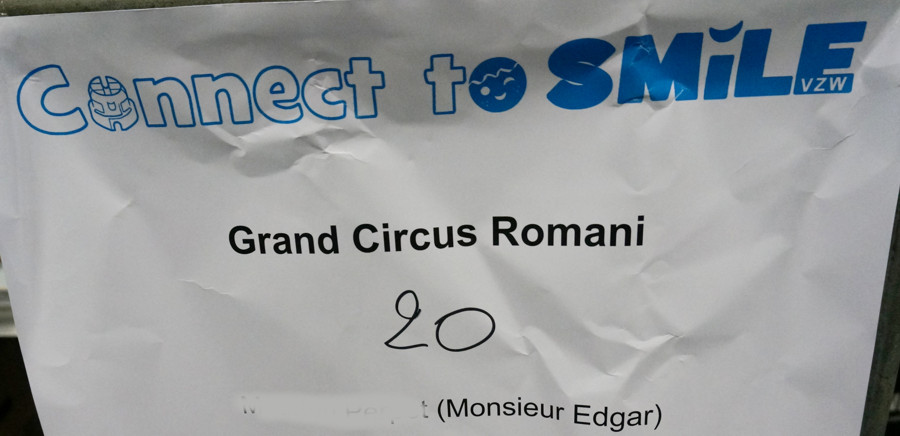 Connect to SMiLE VZW
Grand Circus Romani
20
(Monsieur Edgar)